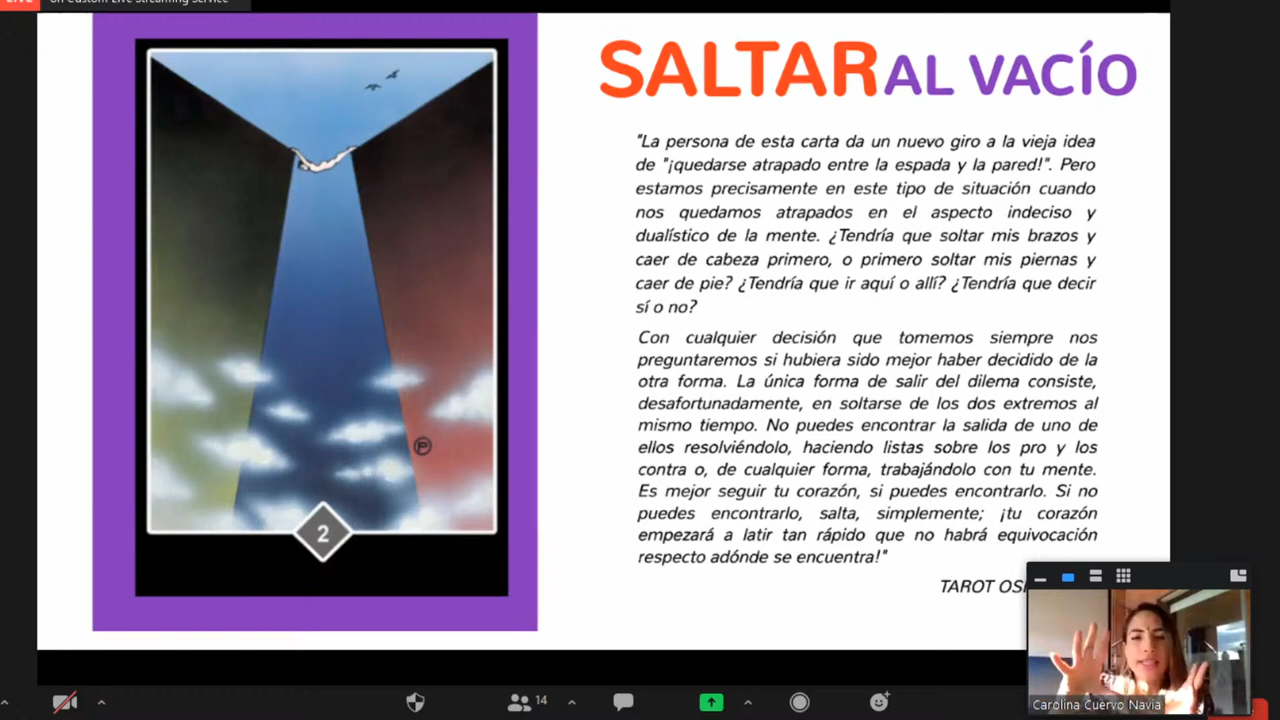 LIVE
on Custom Live Streaming Service
SALTAR AL VACÍO
"La persona de esta carta da un nuevo giro a la vieja idea
de "¡quedarse atrapado entre la espada y la pared!". Pero
estamos precisamente en este tipo de situación cuando
nos quedamos atrapados en el aspecto indeciso y
dualístico de la mente. ¿Tendría que soltar mis brazos y
caer de cabeza primero, o primero soltar mis piernas y
caer de pie? ¿Tendría que ir aquí o allí? ¿Tendría que decir
sí o no?
Con cualquier decisión que tomemos siempre nos
preguntaremos si hubiera sido mejor haber decidido de la
otra forma. La única forma de salir del dilema consiste,
desafortunadamente, en soltarse de los dos extremos al
mismo tiempo. No puedes encontrar la salida de uno de
ellos resolviéndolo, haciendo listas sobre los pro y los
contra o, de cualquier forma, trabajándolo con tu mente.
Es mejor seguir tu corazón, si puedes encontrarlo. Si no
puedes encontrarlo, salta, simplemente; ¡tu corazón
empezará a latir tan rápido que no habrá equivocación
respecto adónde se encuentra!"
TAROT
P
2
14
Carolina Cuervo Navia